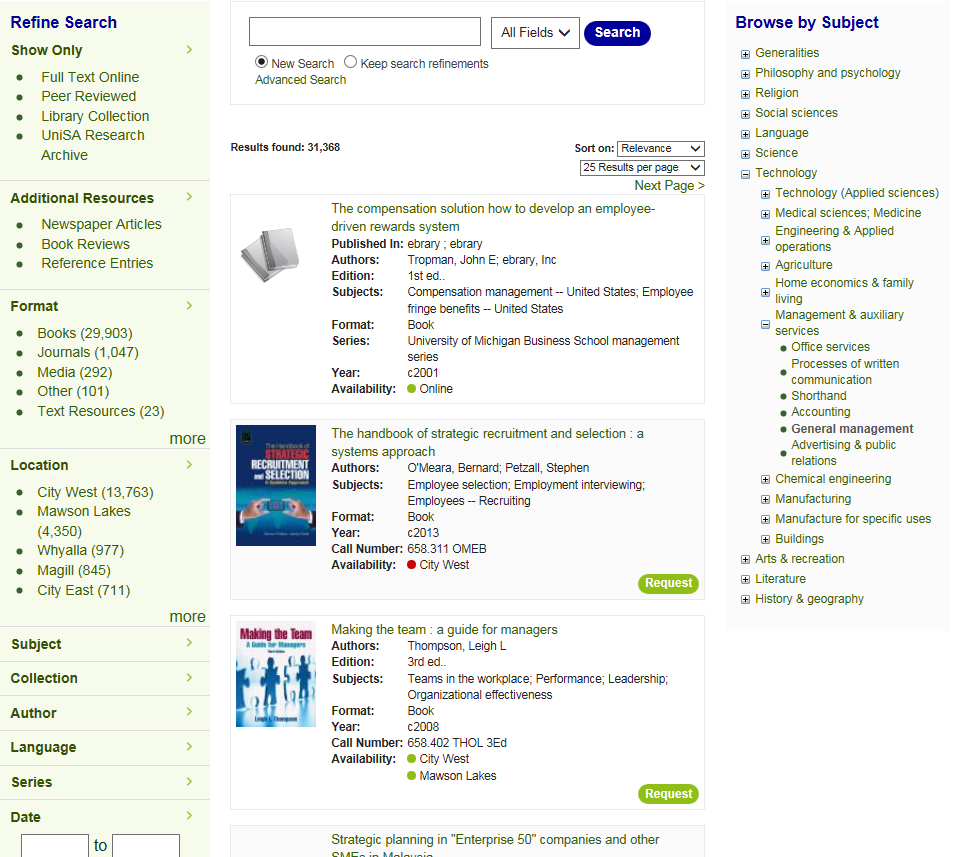 Refine Search
Show Only
Full Text Online
Peer Reviewed
Library Collection
UniSA Research
Archive
Additional Resources
Newspaper Articles
Book Reviews
Reference Entries
Format
Books (29,903)
Journals (1,047)
Media (292)
Other (101)
Text Resources (23)
more
Location
City West (13,763)
Mawson Lakes
(4,350)
Whyalla (977)
Magill (845)
City East (711)
more
Subject
Collection
Author
Language
Series
Date
to
All Fields
Search
New Search Keep search refinements
Advanced Search
Results found: 31,368
Sort on: Relevance
25 Results per page
Next Page >
The compensation solution how to develop an employee-
driven rewards system
Published In: ebrary ; ebrary
Authors: Tropman, John E; ebrary, Inc
Edition: 1st ed..
Subjects: Compensation management -- United States; Employee
fringe benefits -- United States
Format: Book
Series: University of Michigan Business School management
series
Year: c2001
Availability: Online
The Handbook of
STRATEGIC
RECRUITMENT
AND SELECTION
A Systems Approach
The handbook of strategic recruitment and selection : a
systems approach
Authors: O'Meara, Bernard; Petzall, Stephen
Subjects: Employee selection; Employment interviewing;
Employees -- Recruiting
Format: Book
Year: c2013
Call Number: 658.311 OMEB
Availability: City West
Request
Making the Team
A Guide for Managers
Leigh L. Thompson
Making the team : a guide for managers
Authors: Thompson, Leigh L
Edition: 3rd ed..
Subjects: Teams in the workplace; Performance; Leadership;
Organizational effectiveness
Format: Book
Year: c2008
Call Number: 658.402 THOL 3Ed
Availability: City West
Mawson Lakes
Request
Strategic planning in "Enterprise 50" companies and other
SMEs in Malaysia
Browse by Subject
Generalities
Philosophy and psychology
Religion
Social sciences
Language
Science
Technology
Technology (Applied sciences)
Medical sciences; Medicine
Engineering & Applied
operations
Agriculture
Home economics & family
living
Management & auxiliary
services
Office services
Processes of written
communication
Shorthand
Accounting
General management
Advertising & public
relations
Chemical engineering
Manufacturing
Manufacture for specific uses
Buildings
Arts & recreation
Literature
History & geography